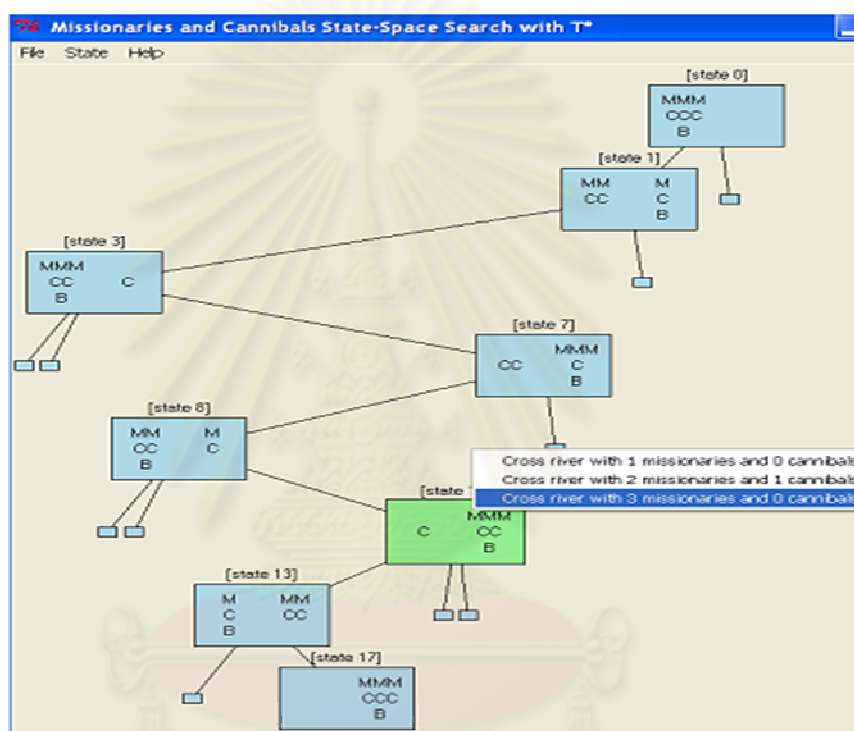 Missionaries and Cannibals State-Space Search with T*
File State Help
[state 0]
MMM
CCC
B
[state 1]
MM M
CC C
B
[state 3]
MMM
CC C
B
[state 7]
MMM
CC C
B
[state 8]
MM M
CC C
B
Cross river with 1 missionaries and 0 cannibals
Cross river with 2 missionaries and 1 cannibals
Cross river with 3 missionaries and 0 cannibals
[state
MMM
C CC
B
[state 13]
M MM
C CC
B
[state 17]
MMM
CCC
B